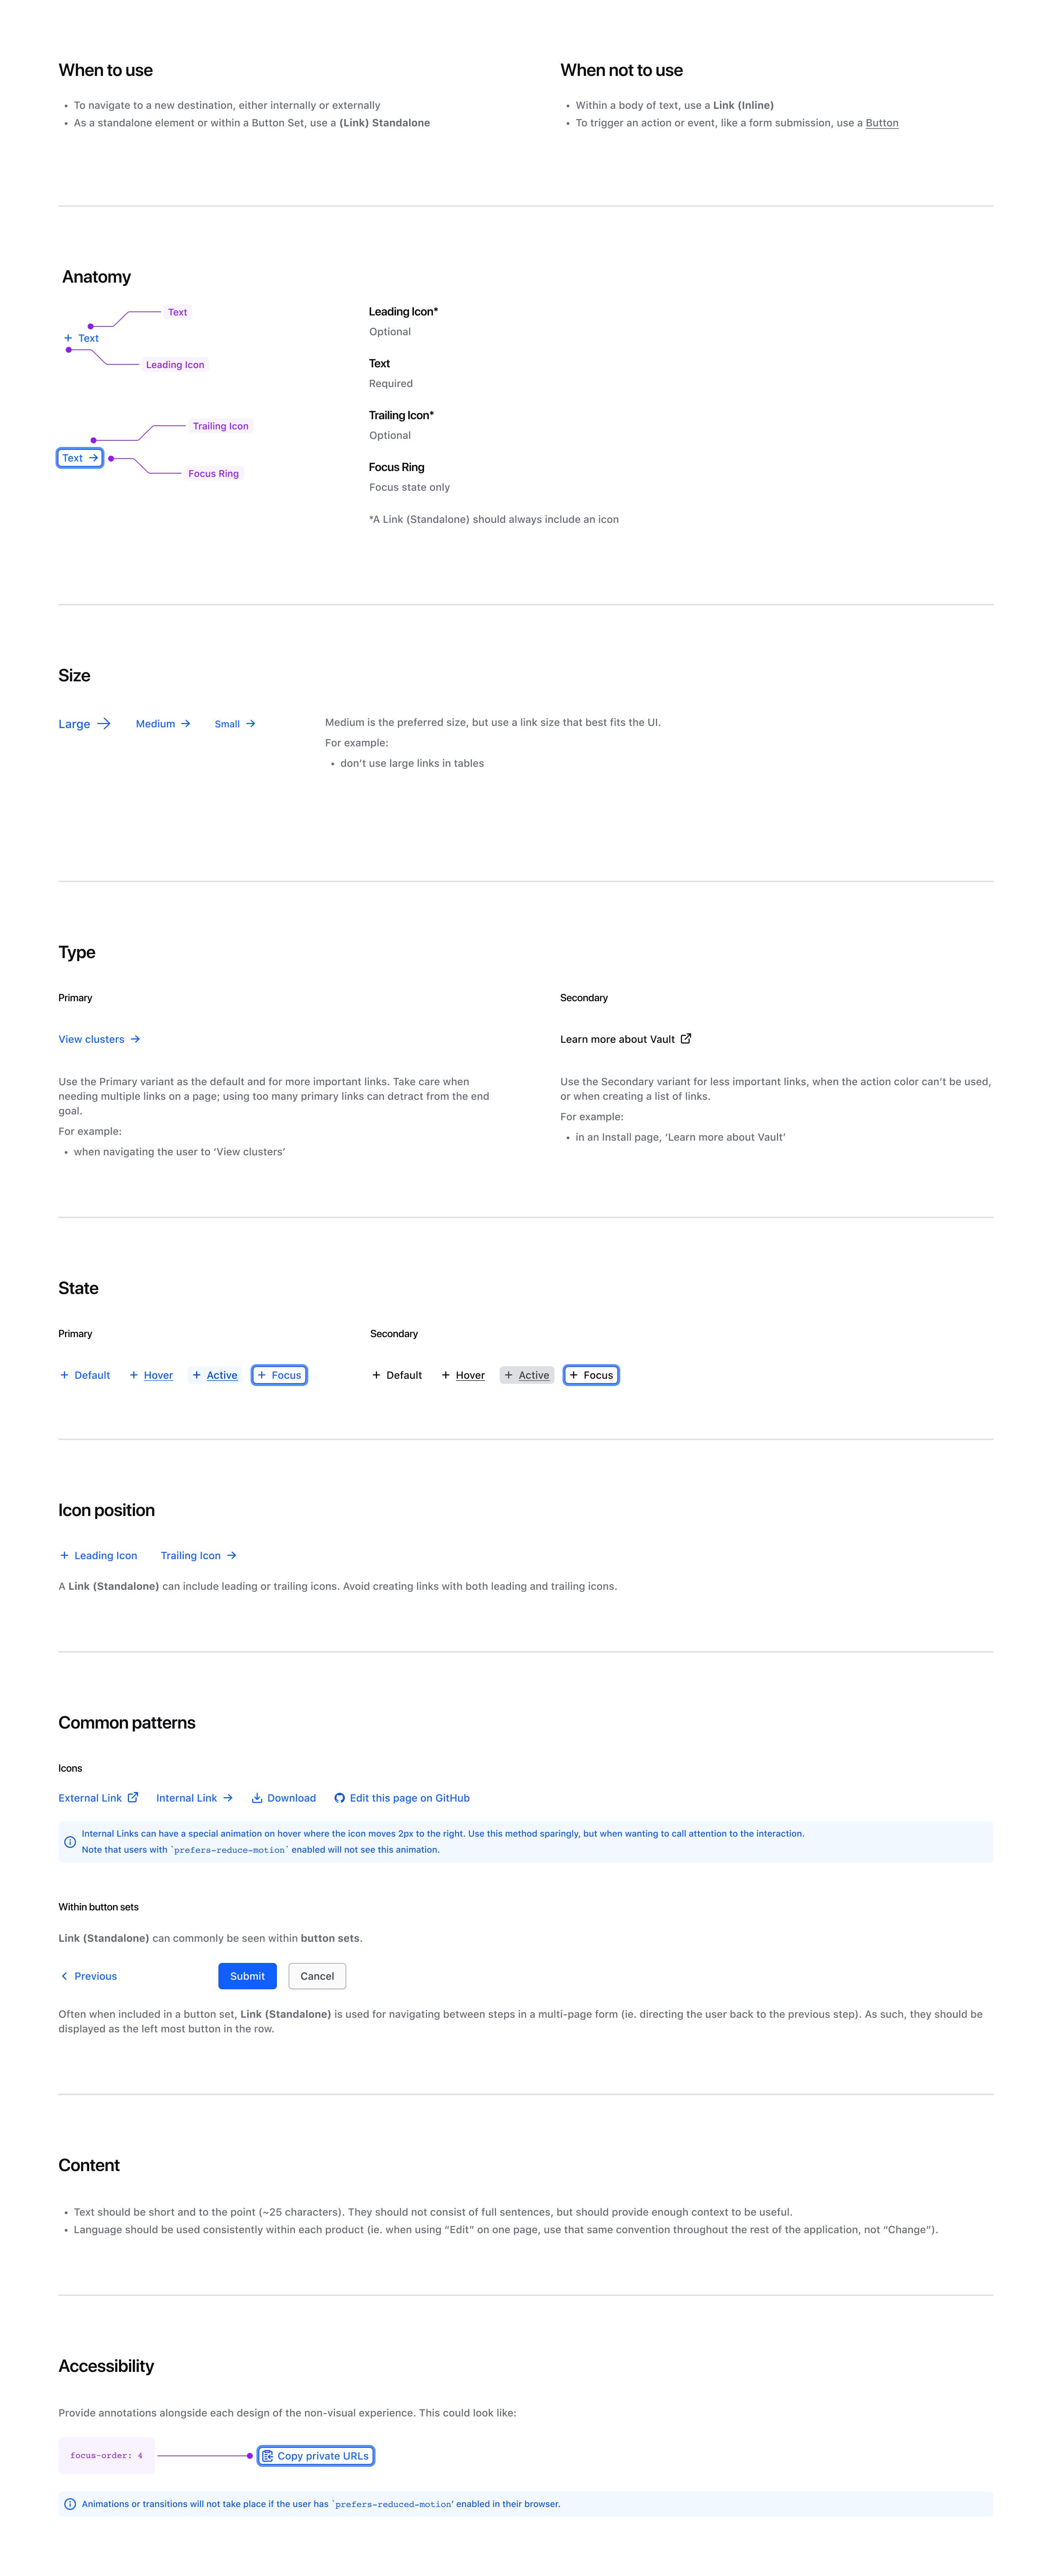 When to use
• To navigate to a new destination, either internally or externally
• As a standalone element or within a Button Set, use a (Link) Standalone
When not to use
• Within a body of text, use a Link (Inline)
• To trigger an action or event, like a form submission, use a Button
Anatomy
Text
+ Text
Leading Icon
Trailing Icon
Text →
Focus Ring
Leading Icon*
Optional
Text
Required
Trailing Icon*
Optional
Focus Ring
Focus state only
*A Link (Standalone) should always include an icon
Size
Large → Medium → Small →
Medium is the preferred size, but use a link size that best fits the UI.
For example:
• don’t use large links in tables
Type
Primary
View clusters →
Use the Primary variant as the default and for more important links. Take care when
needing multiple links on a page; using too many primary links can detract from the end
goal.
For example:
• when navigating the user to ‘View clusters’
Secondary
Learn more about Vault
Use the Secondary variant for less important links, when the action color can’t be used,
or when creating a list of links.
For example:
• in an Install page, ‘Learn more about Vault’
State
Primary
+ Default + Hover + Active + Focus
Secondary
+ Default + Hover + Active + Focus
Icon position
+ Leading Icon Trailing Icon →
A Link (Standalone) can include leading or trailing icons. Avoid creating links with both leading and trailing icons.
Common patterns
Icons
External Link Internal Link → Download Edit this page on GitHub
Internal Links can have a special animation on hover where the icon moves 2px to the right. Use this method sparingly, but when wanting to call attention to the interaction.
Note that users with `prefers-reduce-motion` enabled will not see this animation.
Within button sets
Link (Standalone) can commonly be seen within button sets.
< Previous Submit Cancel
Often when included in a button set, Link (Standalone) is used for navigating between steps in a multi-page form (ie. directing the user back to the previous step). As such, they should be
displayed as the left most button in the row.
Content
• Text should be short and to the point (~25 characters). They should not consist of full sentences, but should provide enough context to be useful.
• Language should be used consistently within each product (ie. when using “Edit” on one page, use that same convention throughout the rest of the application, not “Change”).
Accessibility
Provide annotations alongside each design of the non-visual experience. This could look like:
focus-order: 4
Copy private URLs
Animations or transitions will not take place if the user has `prefers-reduced-motion’ enabled in their browser.